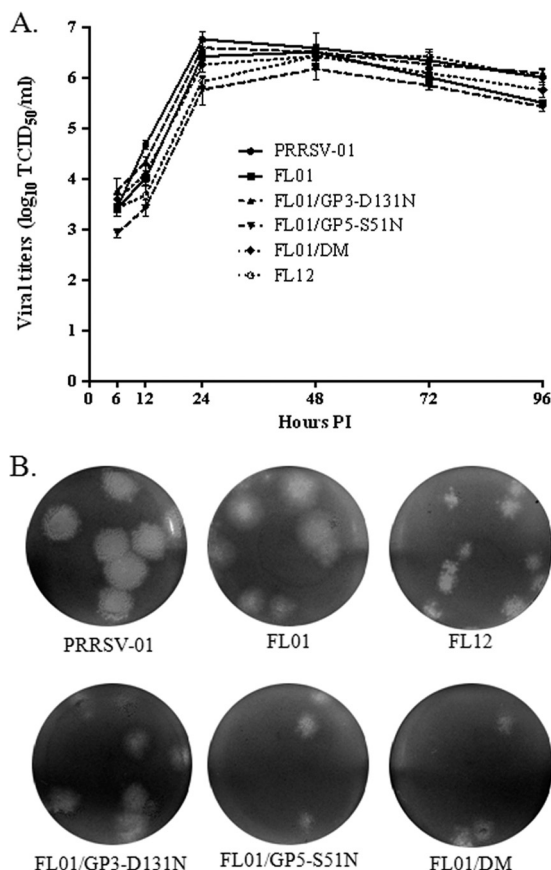 A.
Viral titers (log10 TCID50/ml)
7
6
5
4
3
2
1
0
0 6 12 24 48 72 96
Hours PI
PRRSV-01
FL01
FL01/GP3-D131N
FL01/GP5-S51N
FL01/DM
FL12
B.
PRRSV-01 FL01 FL12
FL01/GP3-D131N FL01/GP5-S51N FL01/DM